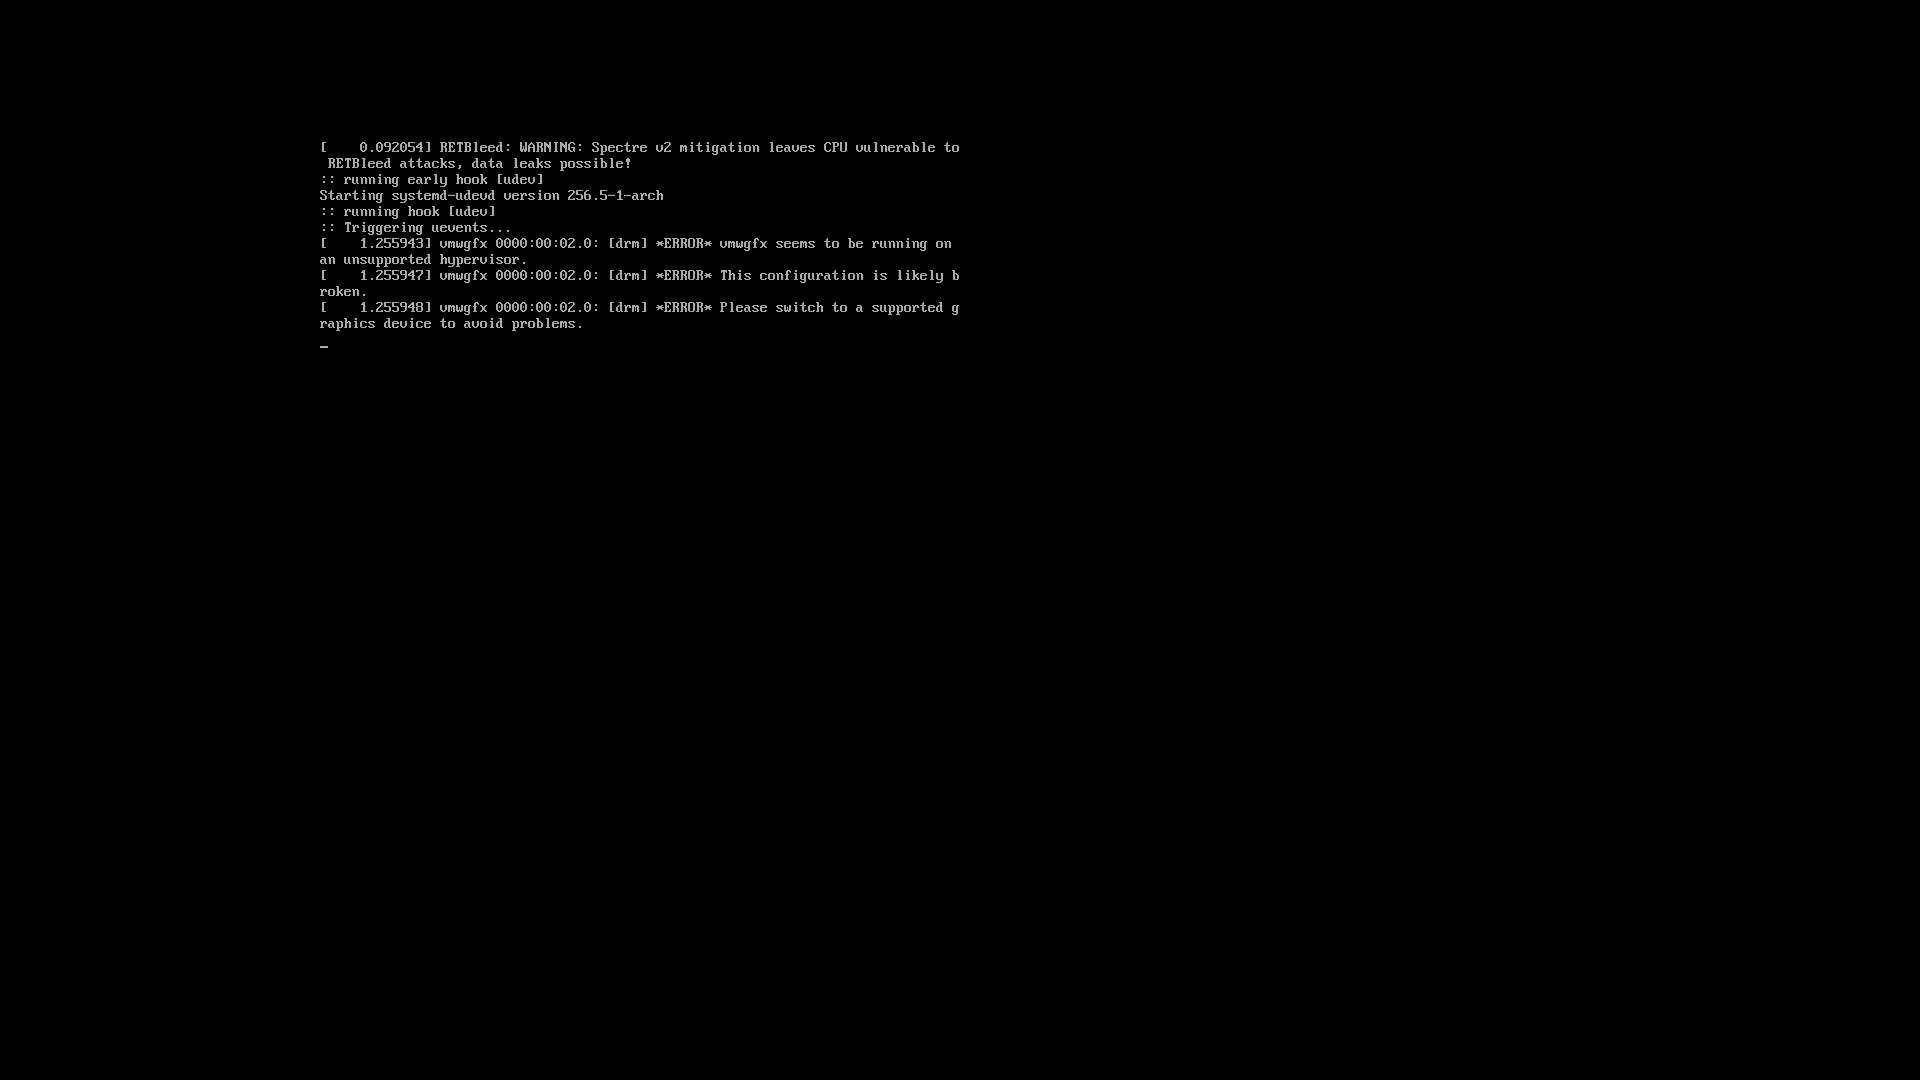 [    0.092054] RETBleed: WARNING: Spectre v2 mitigation leaves CPU vulnerable to
 RETBleed attacks, data leaks possible!
:: running early hook [udev]
Starting systemd-udevd version 256.5-1-arch
:: running hook [udev]
:: Triggering uevents...
[    1.255943] vmwgfx 0000:00:02.0: [drm] *ERROR* vmwgfx seems to be running on
an unsupported hypervisor.
[    1.255947] vmwgfx 0000:00:02.0: [drm] *ERROR* This configuration is likely b
roken.
[    1.255948] vmwgfx 0000:00:02.0: [drm] *ERROR* Please switch to a supported g
raphics device to avoid problems.
_